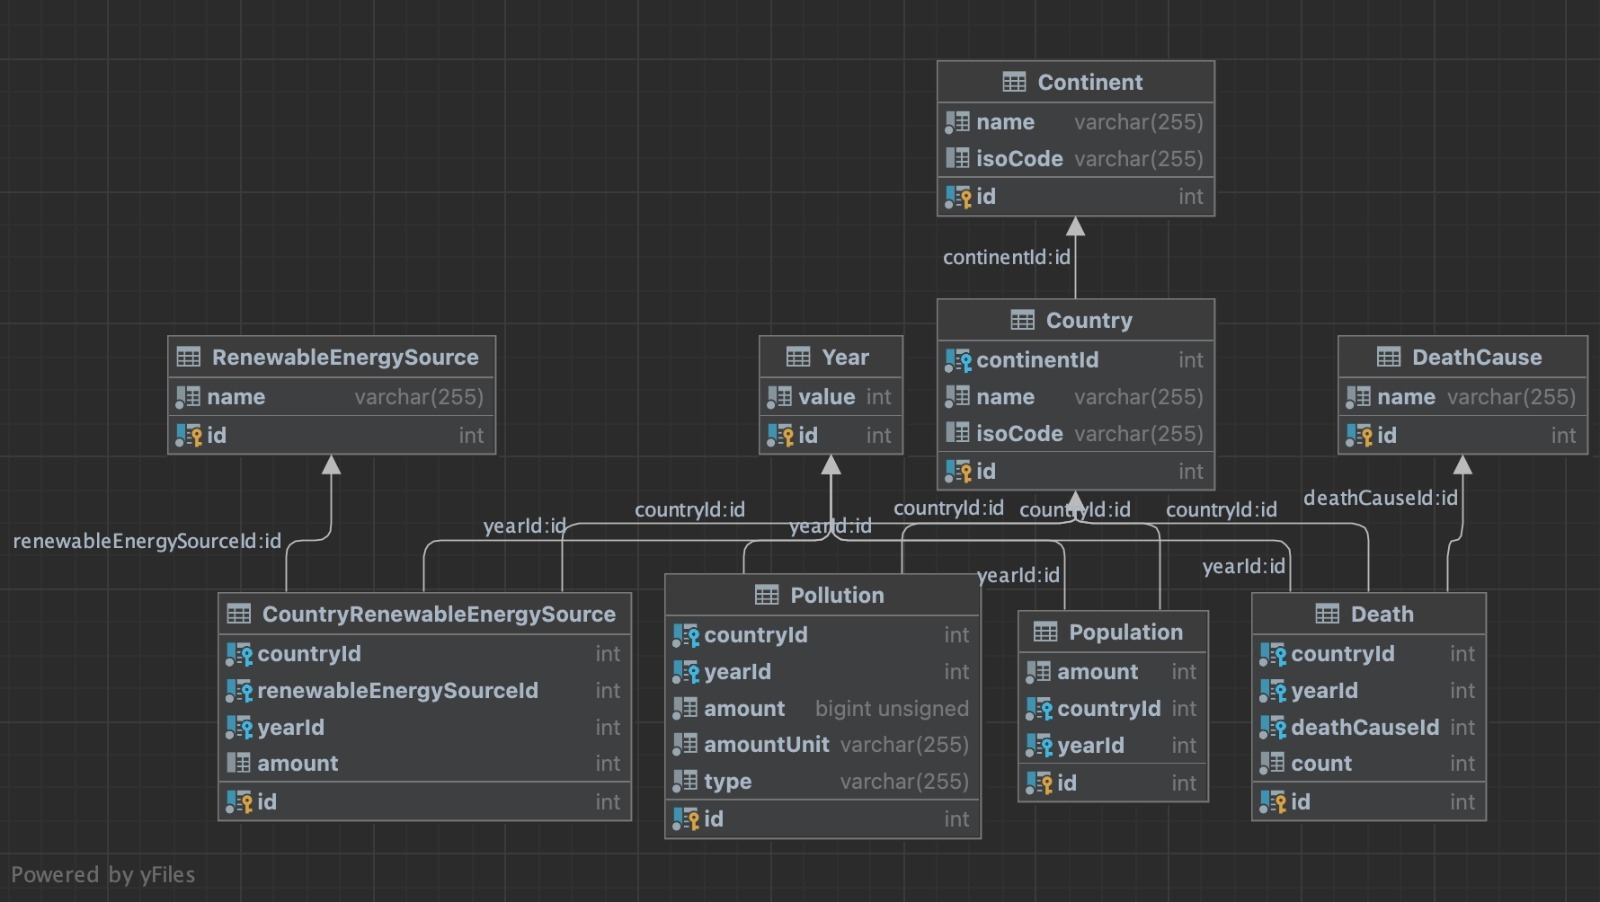 Continent
name varchar(255)
isoCode varchar(255)
id int
continentId:id
Country
continentId int
name varchar(255)
isoCode varchar(255)
id int
RenewableEnergySource
name varchar(255)
id int
Year
value int
id int
DeathCause
name varchar(255)
id int
renewableEnergySourceId:id
yearId:id
countryId:id
yearId:id
countryId:id
countryId:id
countryId:id
deathCauseId:id
yearId:id
yearId:id
CountryRenewableEnergySource
countryId int
renewableEnergySourceId int
yearId int
amount int
id int
Pollution
countryId int
yearId int
amount bigint unsigned
amountUnit varchar(255)
type varchar(255)
id int
Population
amount int
countryId int
yearId int
id int
Death
countryId int
yearId int
deathCauseId int
count int
id int
Powered by yFiles